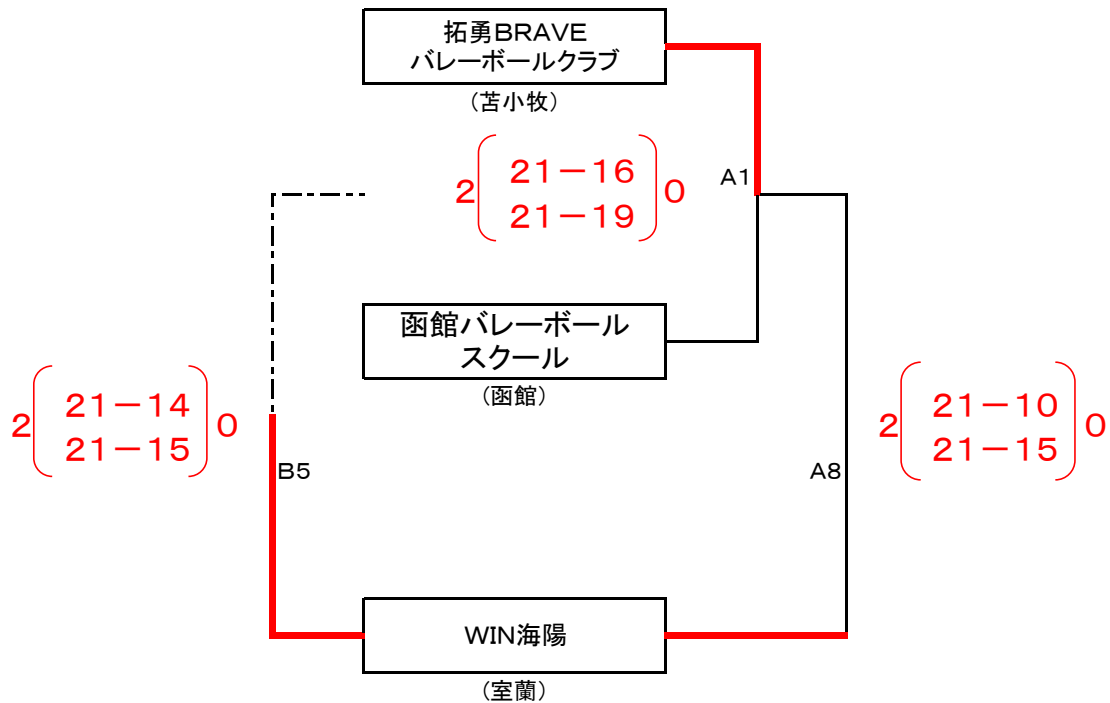 拓勇BRAVE
バレーボールクラブ
（苫小牧）
2 21－16 0
21－19
A1
函館バレーボール
スクール
（函館）
2 21－14 0
21－15
B5
2 21－10 0
21－15
A8
WIN海陽
（室蘭）